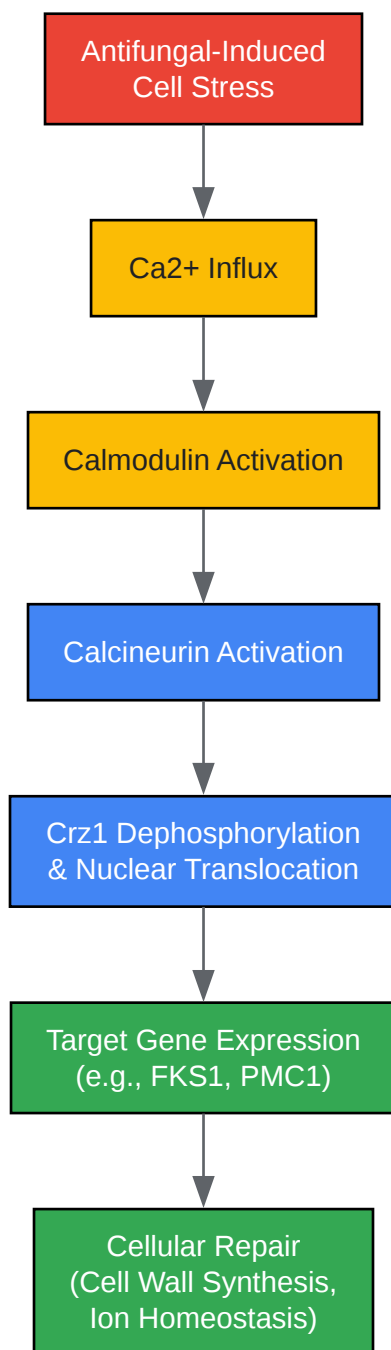 Antifungal-Induced
Cell Stress
Ca2+ Influx
Calmodulin Activation
Calcineurin Activation
Crz1 Dephosphorylation
& Nuclear Translocation
Target Gene Expression
(e.g., FKS1, PMC1)
Cellular Repair
(Cell Wall Synthesis,
Ion Homeostasis)